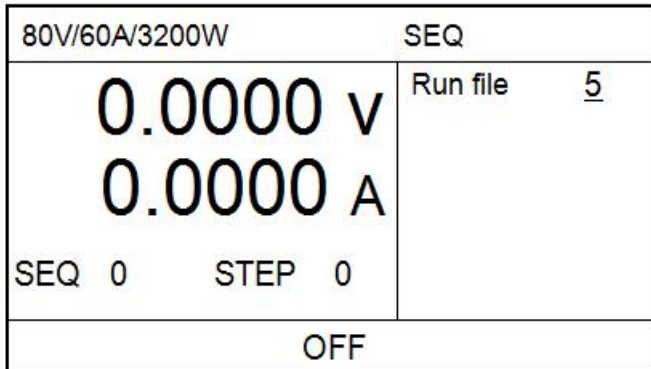 80V/60A/3200W SEQ
0.0000 V
Run file 5
0.0000 A
SEQ 0 STEP 0
OFF